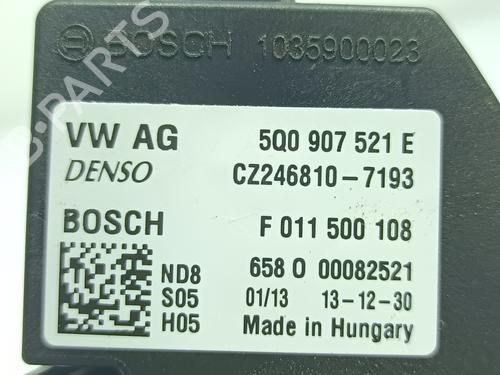 BOSCH 1035900023
B-PARTS
VW AG 5Q0 907 521 E
DENSO CZ246810-7193
BOSCH F 011 500 108
ND8 658 0 00082521
S05 01/13 13-12-30
H05 Made in Hungary